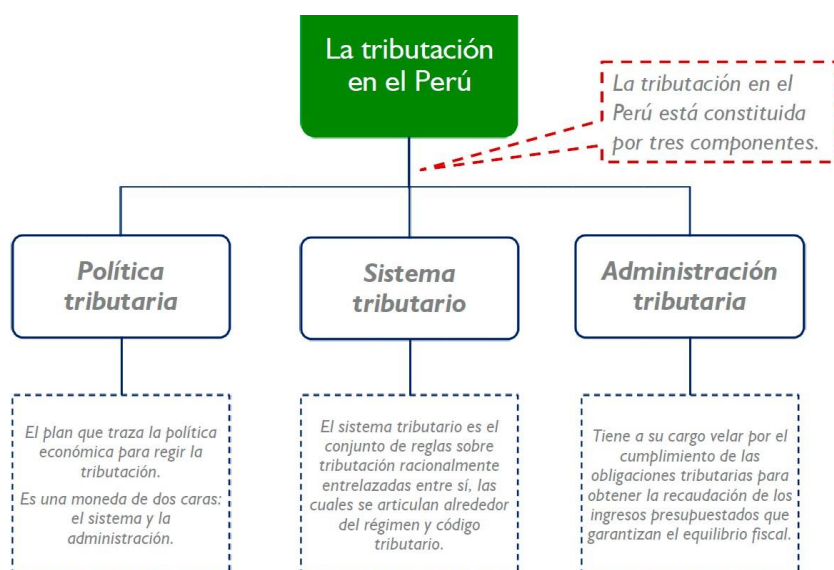 La tributación
en el Perú
La tributación en el
Perú está constituida
por tres componentes.
Política
tributaria
Sistema
tributario
Administración
tributaria
El plan que traza la política
económica para regir la
tributación.
Es una moneda de dos caras:
el sistema y la
administración.
El sistema tributario es el
conjunto de reglas sobre
tributación racionalmente
entrelazadas entre sí, las
cuales se articulan alrededor
del régimen y código
tributario.
Tiene a su cargo velar por el
cumplimiento de las
obligaciones tributarias para
obtener la recaudación de los
ingresos presupuestados que
garantizan el equilibrio fiscal.